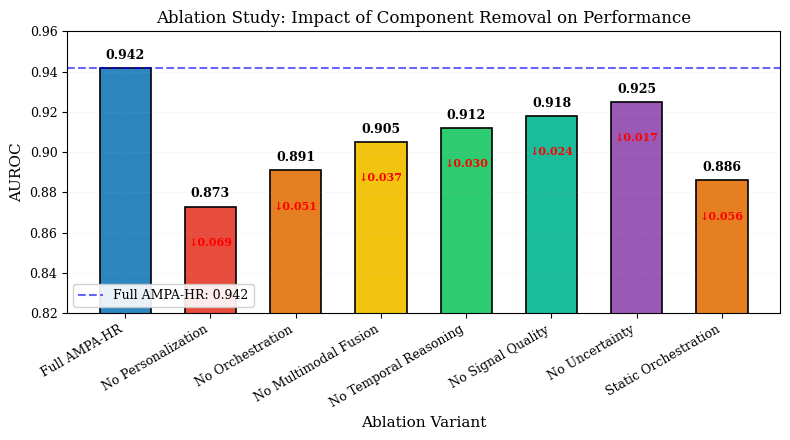 Ablation Study: Impact of Component Removal on Performance
AUROC
0.96
0.94
0.92
0.90
0.88
0.86
0.84
0.82
0.942
0.873
0.891
0.905
0.912
0.918
0.925
0.886
↓0.069
↓0.051
↓0.037
↓0.030
↓0.024
↓0.017
↓0.056
Full AMPA-HR: 0.942
Full AMPA-HR
No Personalization
No Orchestration
No Multimodal Fusion
No Temporal Reasoning
No Signal Quality
No Uncertainty
Static Orchestration
Ablation Variant